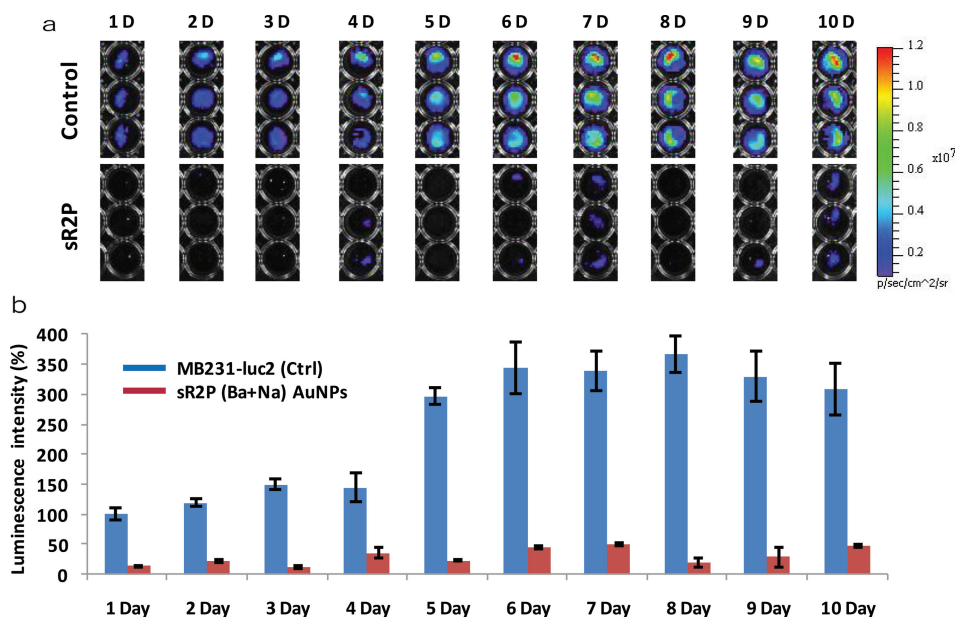 a
1 D 2 D 3 D 4 D 5 D 6 D 7 D 8 D 9 D 10 D
Control
sR2P
1.2
1.0
0.8
x10^7
0.6
0.4
0.2
p/sec/cm^2/sr
b
Luminescence intensity (%)
400
350
300
250
200
150
100
50
0
MB231-luc2 (Ctrl)
sR2P (Ba+Na) AuNPs
1 Day 2 Day 3 Day 4 Day 5 Day 6 Day 7 Day 8 Day 9 Day 10 Day